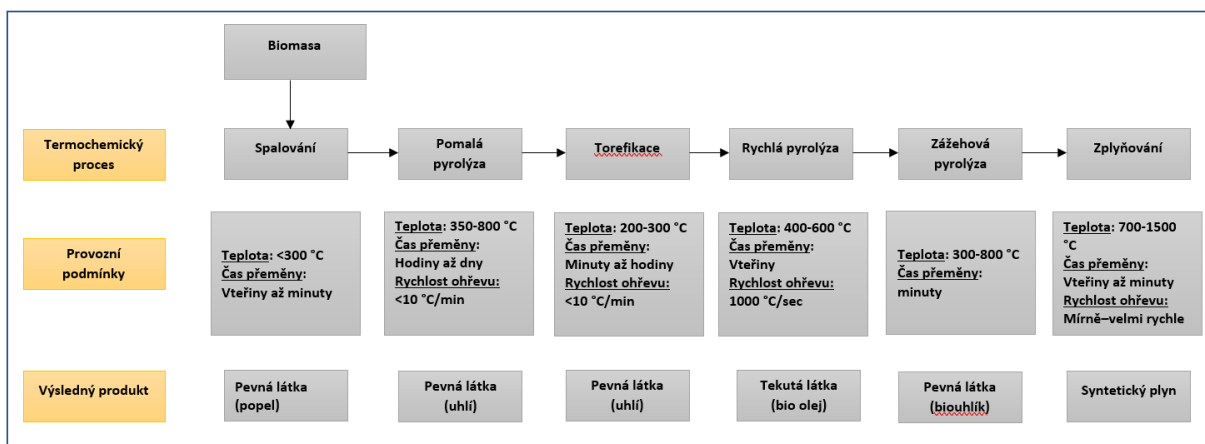 Biomasa
Termochemický
proces
Spalování
Pomalá
pyrolýza
Torefikace
Rychlá pyrolýza
Zážehová
pyrolýza
Zplyňování
Provozní
podmínky
Teplota: <300 °C
Čas přeměny:
Vteřiny až minuty
Teplota: 350-800 °C
Čas přeměny:
Hodiny až dny
Rychlost ohřevu:
<10 °C/min
Teplota: 200-300 °C
Čas přeměny:
Minuty až hodiny
Rychlost ohřevu:
<10 °C/min
Teplota: 400-600 °C
Čas přeměny:
Vteřiny
Rychlost ohřevu:
1000 °C/sec
Teplota: 300-800 °C
Čas přeměny:
minuty
Teplota: 700-1500
°C
Čas přeměny:
Vteřiny až minuty
Rychlost ohřevu:
Mírně–velmi rychle
Výsledný produkt
Pevná látka
(popel)
Pevná látka
(uhlí)
Pevná látka
(uhlí)
Tekutá látka
(bio olej)
Pevná látka
(biouhlík)
Syntetický plyn